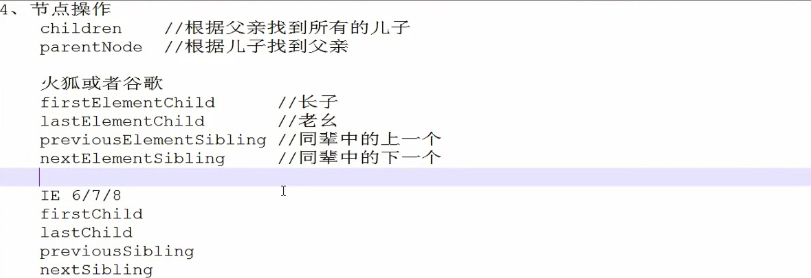 4、节点操作
children //根据父亲找到所有的儿子
parentNode //根据儿子找到父亲
火狐或者谷歌
firstElementChild //长子
lastElementChild //老幺
previousElementSibling //同辈中的上一个
nextElementSibling //同辈中的下一个
IE 6/7/8
firstChild
lastChild
previousSibling
nextSibling